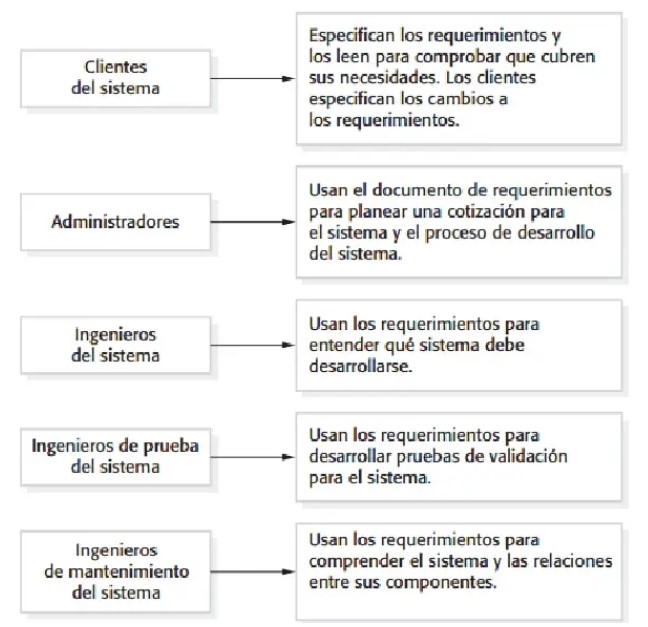 Clientes
del sistema
Especifican los requerimientos y
los leen para comprobar que cubren
sus necesidades. Los clientes
especifican los cambios a
los requerimientos.
Administradores
Usan el documento de requerimientos
para planear una cotización para
el sistema y el proceso de desarrollo
del sistema.
Ingenieros
del sistema
Usan los requerimientos para
entender qué sistema debe
desarrollarse.
Ingenieros de prueba
del sistema
Usan los requerimientos para
desarrollar pruebas de validación
para el sistema.
Ingenieros
de mantenimiento
del sistema
Usan los requerimientos para
comprender el sistema y las relaciones
entre sus componentes.